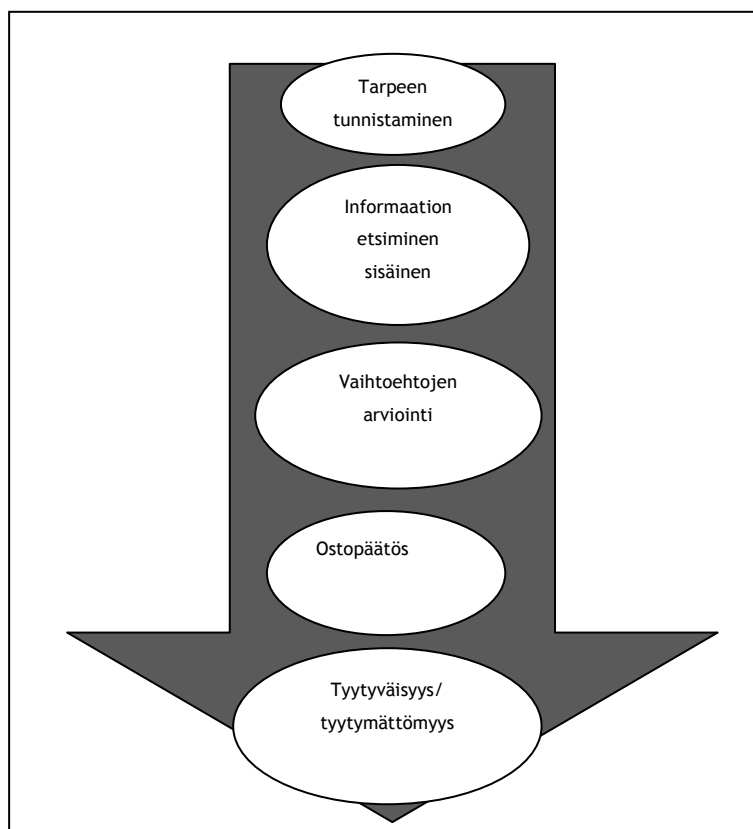 Tarpeen
tunnistaminen
Informaation
etsiminen
sisäinen
Vaihtoehtojen
arviointi
Ostopäätös
Tyytyväisyys/
tyytymättömyys